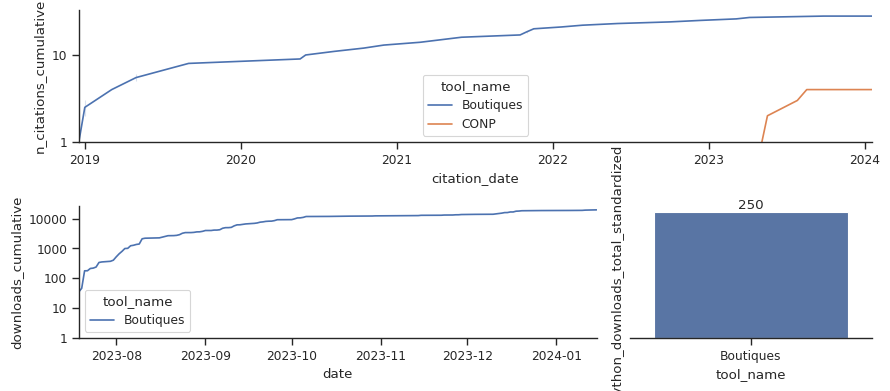 n_citations_cumulative
10
1
tool_name
Boutiques
CONP
2019
2020
2021
2022
2023
2024
citation_date
downloads_cumulative
10000
1000
100
10
1
tool_name
Boutiques
2023-08
2023-09
2023-10
2023-11
2023-12
2024-01
date
ython_downloads_total_standardized
250
Boutiques
tool_name